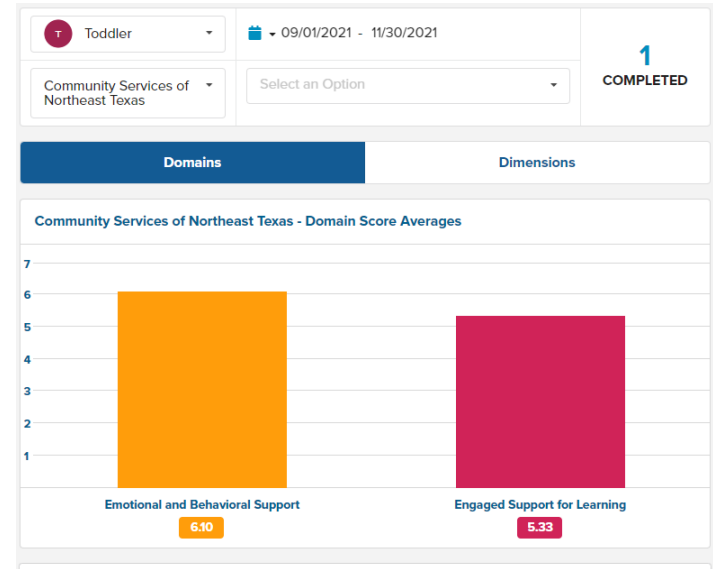 T
Toddler
09/01/2021 - 11/30/2021
1
COMPLETED
Community Services of
Northeast Texas
Select an Option
Domains
Dimensions
Community Services of Northeast Texas - Domain Score Averages
7
6
5
4
3
2
1
Emotional and Behavioral Support
Engaged Support for Learning
6.10
5.33